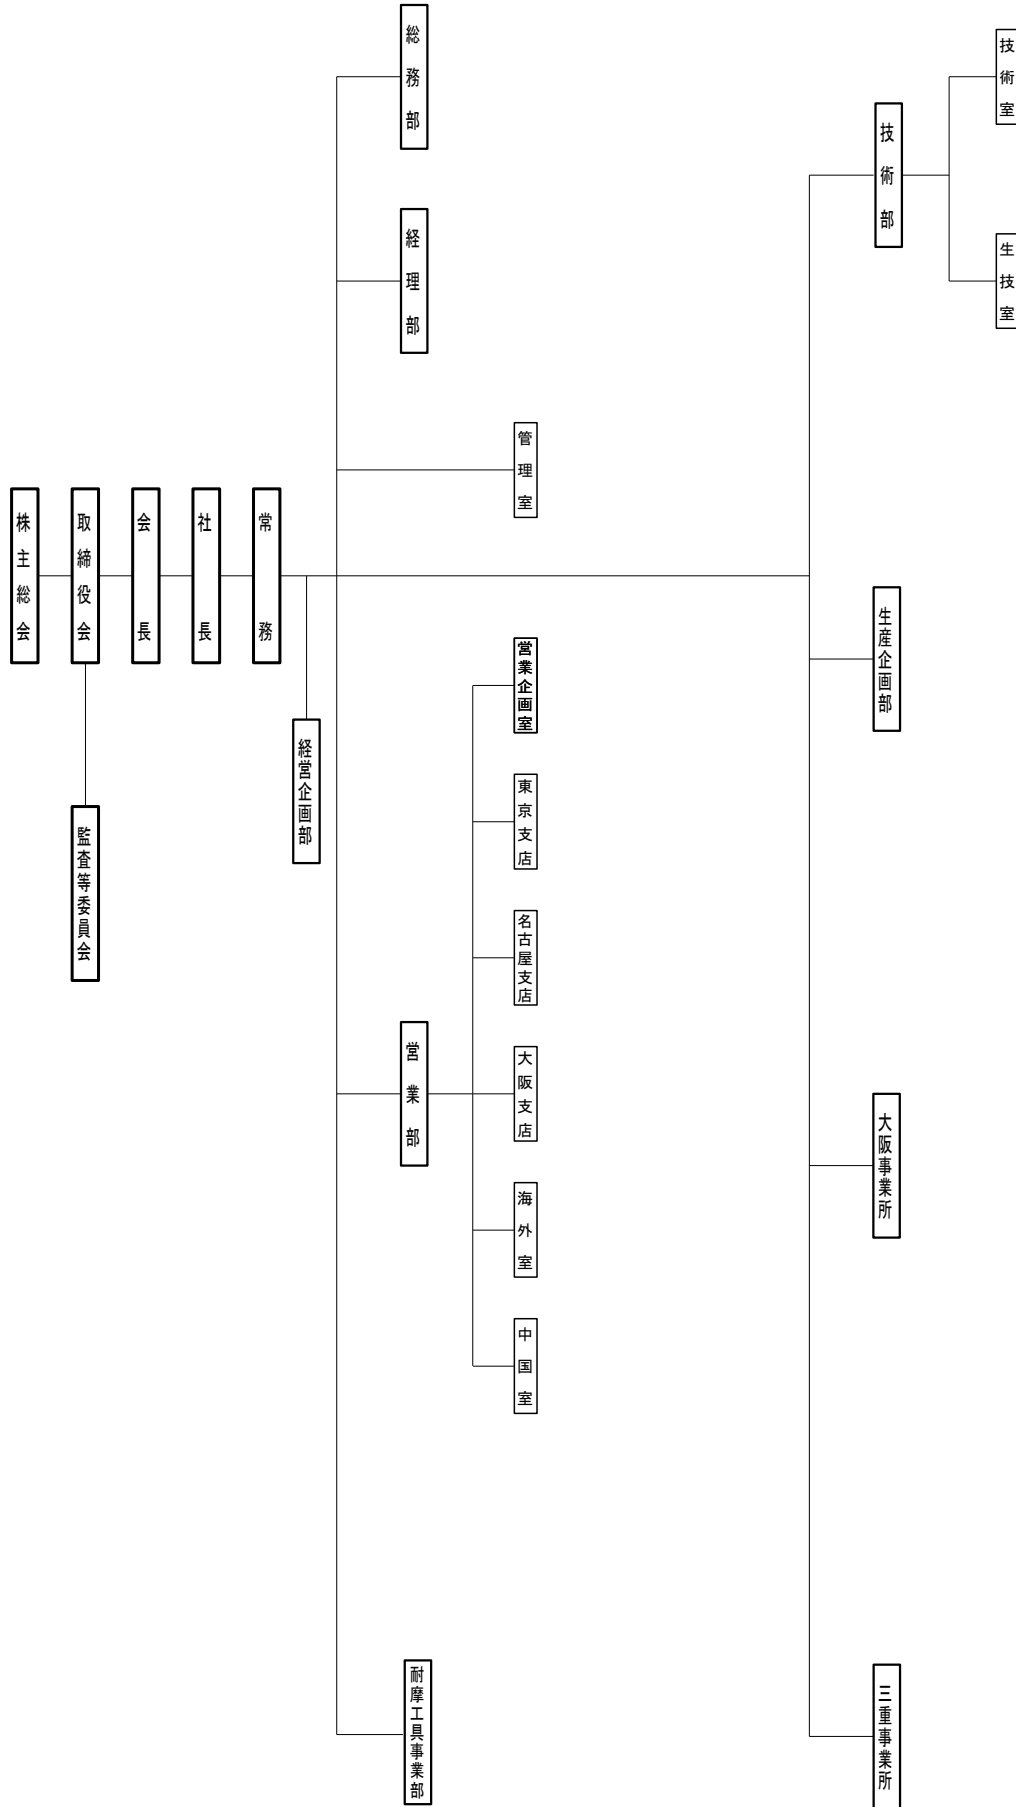 株主総会
取締役会
監査等委員会
会長
社長
常務
経営企画部
総務部
経理部
管理室
営業部
営業企画室
東京支店
名古屋支店
大阪支店
海外室
中国室
耐摩工具事業部
技術部
技術室
生技室
生産企画部
大阪事業所
三重事業所